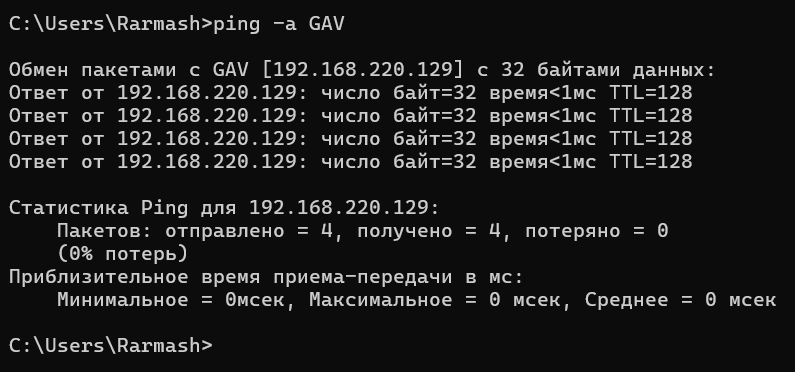 C:\Users\Rarmash>ping -a GAV
Обмен пакетами с GAV [192.168.220.129] с 32 байтами данных:
Ответ от 192.168.220.129: число байт=32 время<1мс TTL=128
Ответ от 192.168.220.129: число байт=32 время<1мс TTL=128
Ответ от 192.168.220.129: число байт=32 время<1мс TTL=128
Ответ от 192.168.220.129: число байт=32 время<1мс TTL=128
Статистика Ping для 192.168.220.129:
Пакетов: отправлено = 4, получено = 4, потеряно = 0
(0% потерь)
Приблизительное время приема-передачи в мс:
Минимальное = 0мсек, Максимальное = 0 мсек, Среднее = 0 мсек
C:\Users\Rarmash>